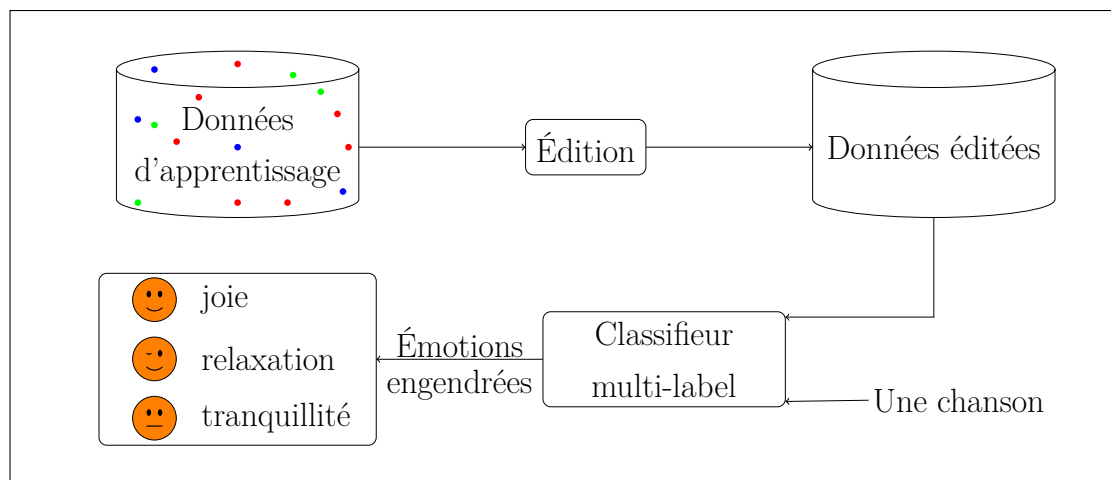 Données
d'apprentissage
Édition
Données éditées
joie
relaxation
tranquillité
Émotions
engendrées
Classifieur
multi-label
Une chanson